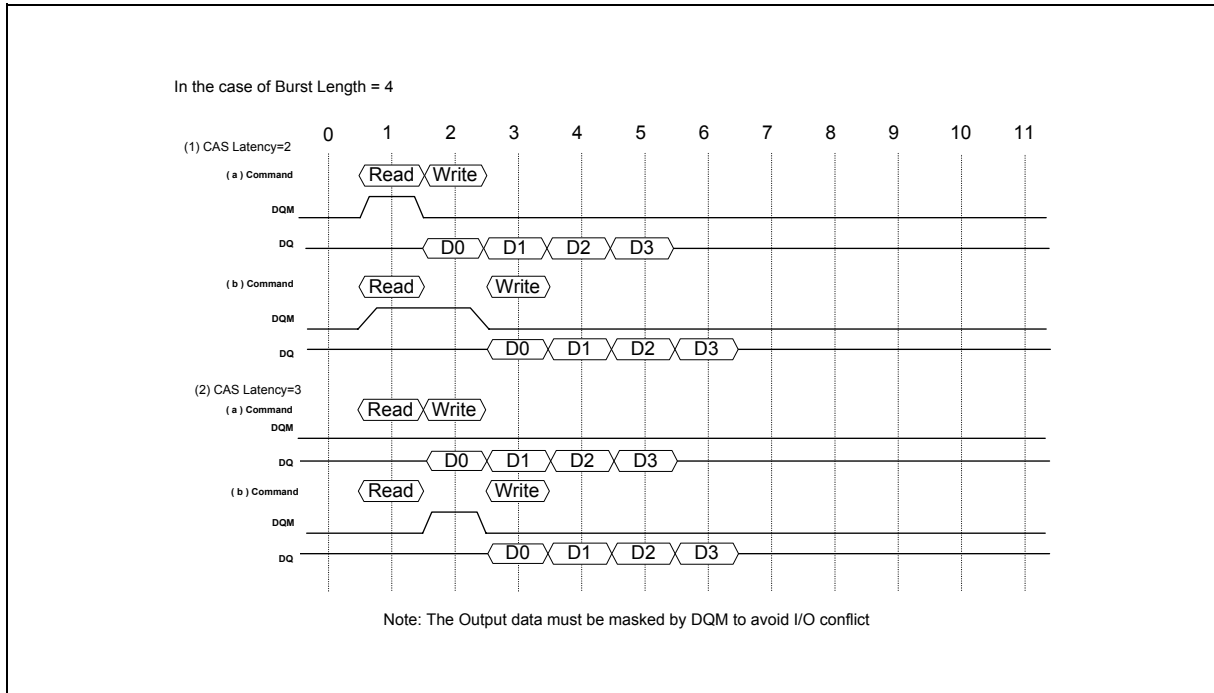 In the case of Burst Length = 4
0 1 2 3 4 5 6 7 8 9 10 11
(1) CAS Latency=2
( a ) Command Read Write
DQM
DQ D0 D1 D2 D3
( b ) Command Read Write
DQM
DQ D0 D1 D2 D3
(2) CAS Latency=3
( a ) Command Read Write
DQM
DQ D0 D1 D2 D3
( b ) Command Read Write
DQM
DQ D0 D1 D2 D3
Note: The Output data must be masked by DQM to avoid I/O conflict